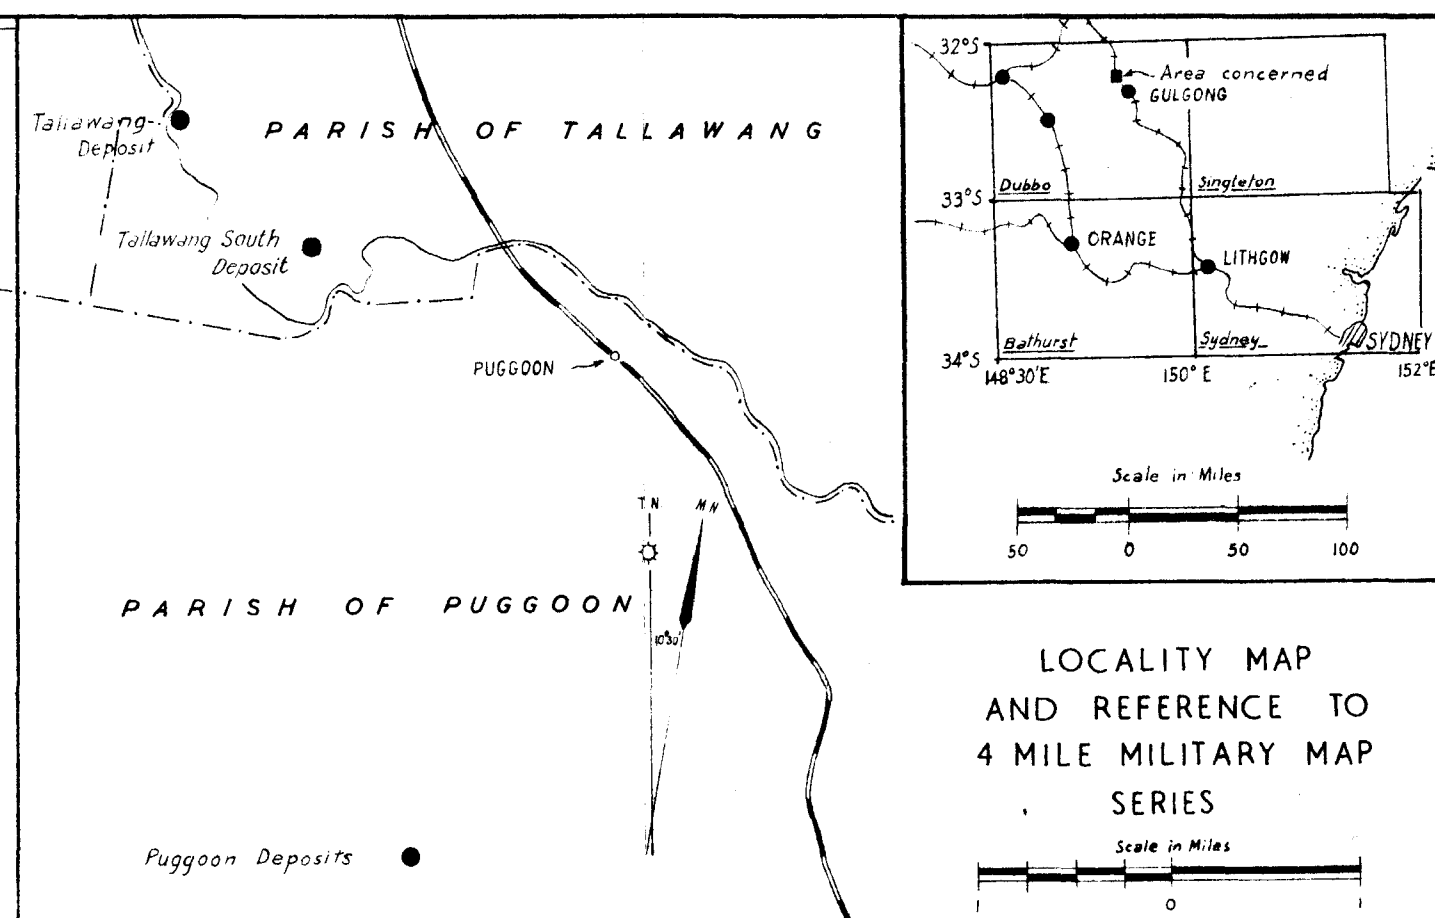 Tallawang
Deposit
PARISH OF TALLAWANG
Tallawang South
Deposit
PUGGOON
T.N.
M N
10°30'
PARISH OF PUGGOON
Puggoon Deposits
32°S
Area concerned
GULGONG
Dubbo
Singleton
33°S
ORANGE
LITHGOW
Bathurst
Sydney
SYDNEY
34°S
148°30'E
150°E
152°E
Scale in Miles
50 0 50 100
LOCALITY MAP
AND REFERENCE TO
4 MILE MILITARY MAP
SERIES
Scale in Miles
1 0 1